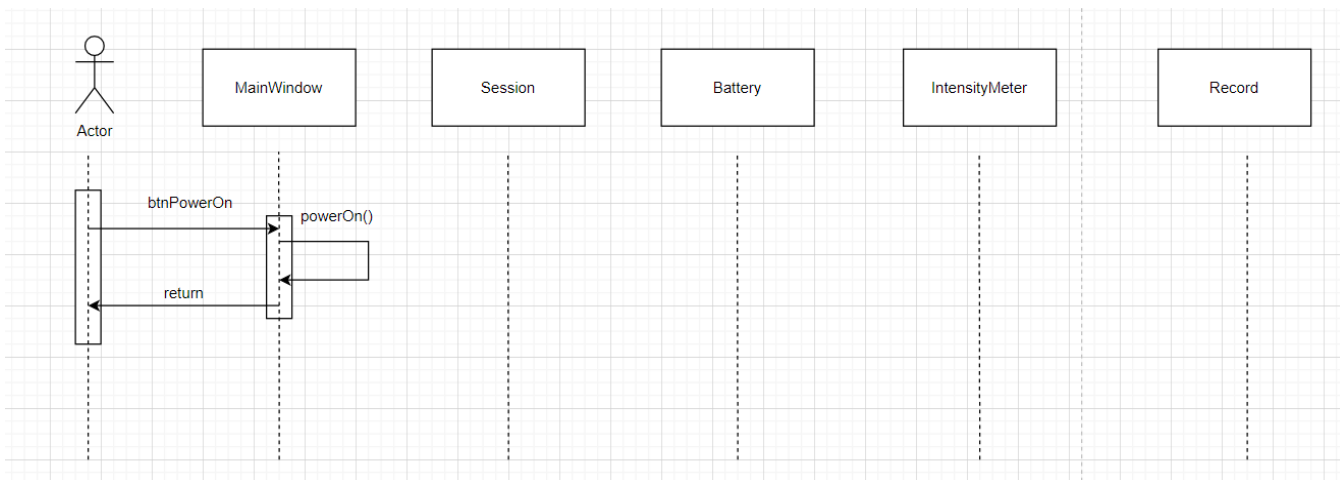 Actor
MainWindow
Session
Battery
IntensityMeter
Record
btnPowerOn
powerOn()
return